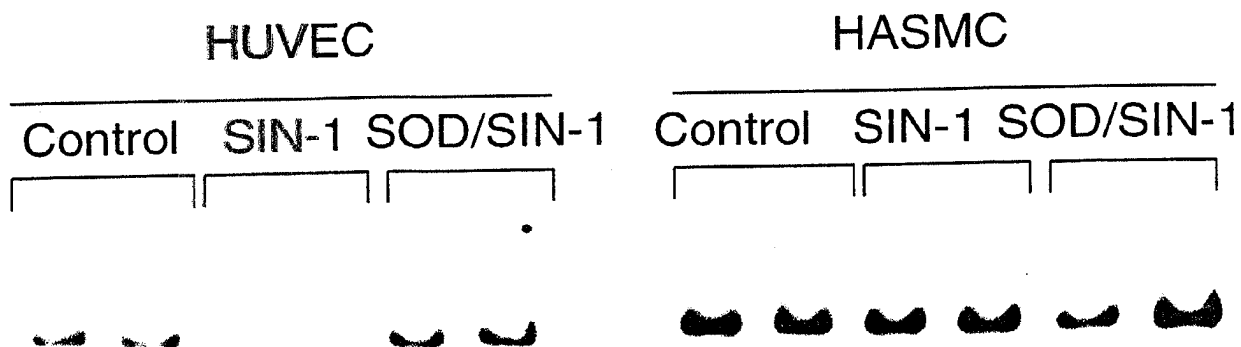 HUVEC HASMC
Control SIN-1 SOD/SIN-1 Control SIN-1 SOD/SIN-1